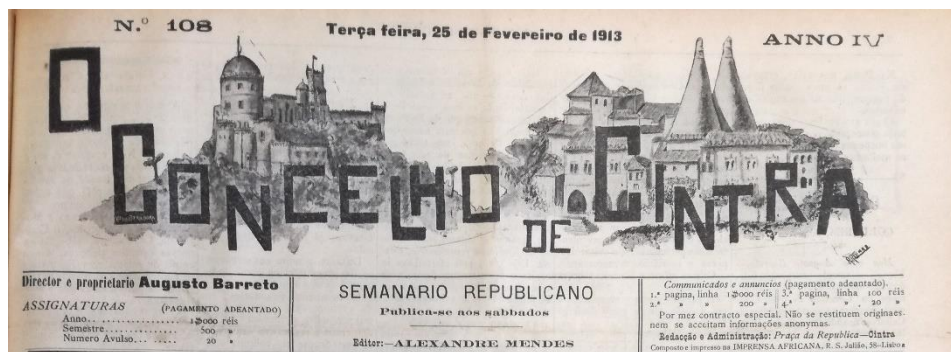 N.º 108
Terça feira, 25 de Fevereiro de 1913
ANNO IV
O CONCELHO DE CINTRA
Director e proprietario Augusto Barreto
ASSIGNATURAS (PAGAMENTO ADEANTADO)
Anno.................... 1$000 réis
Semestre............... 500 »
Numero Avulso.... 20 »
SEMANARIO REPUBLICANO
Publica-se aos sabbados
Editor:—ALEXANDRE MENDES
Communicados e annuncios (pagamento adeantado).
1.ª pagina, linha 1$000 réis 3.ª pagina, linha 100 réis
2.ª » » 200 » 4.ª » » 20 »
Por mez contracto especial. Não se restituem originaes
nem se acceitam informações anonymas.
Redacção e Administração: Praça da Republica—Cintra
Composto e impresso na IMPRENSA AFRICANA, R. S. Julião, 58-Lisboa